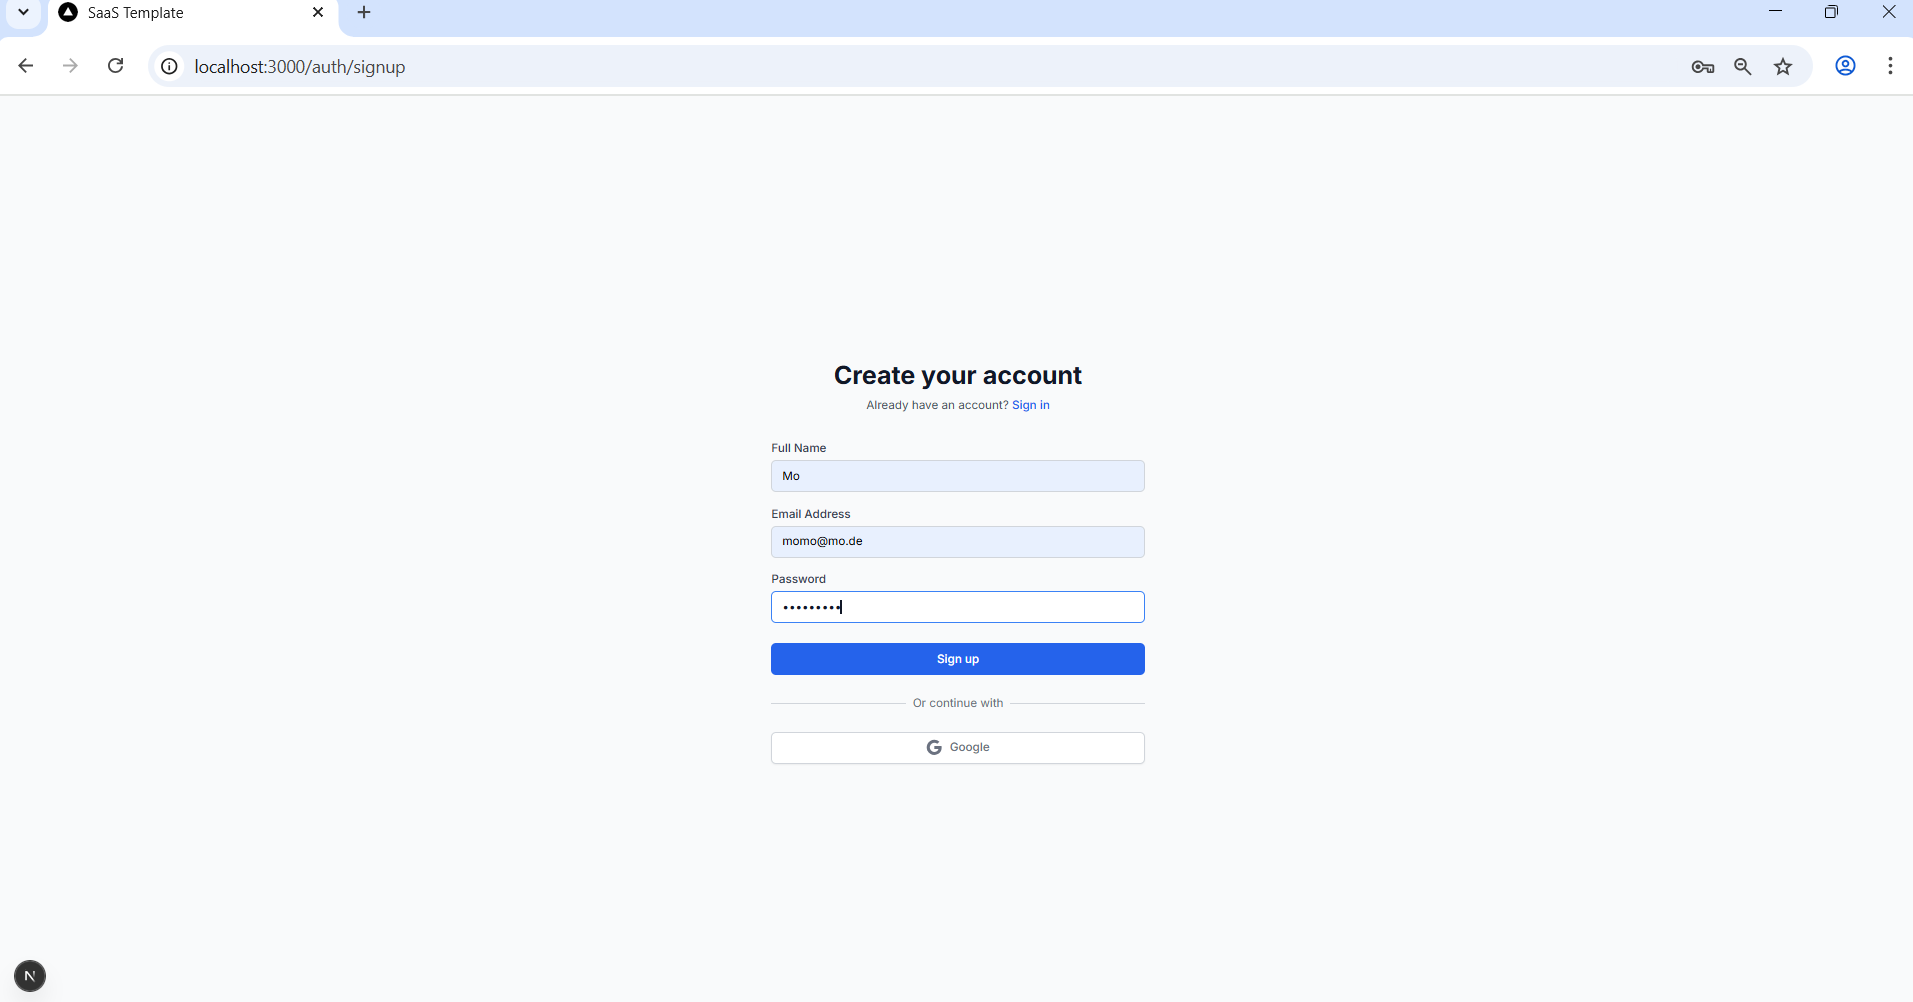 SaaS Template
localhost:3000/auth/signup
Create your account
Already have an account? Sign in
Full Name
Mo
Email Address
momo@mo.de
Password
•••••••••
Sign up
Or continue with
G Google
N